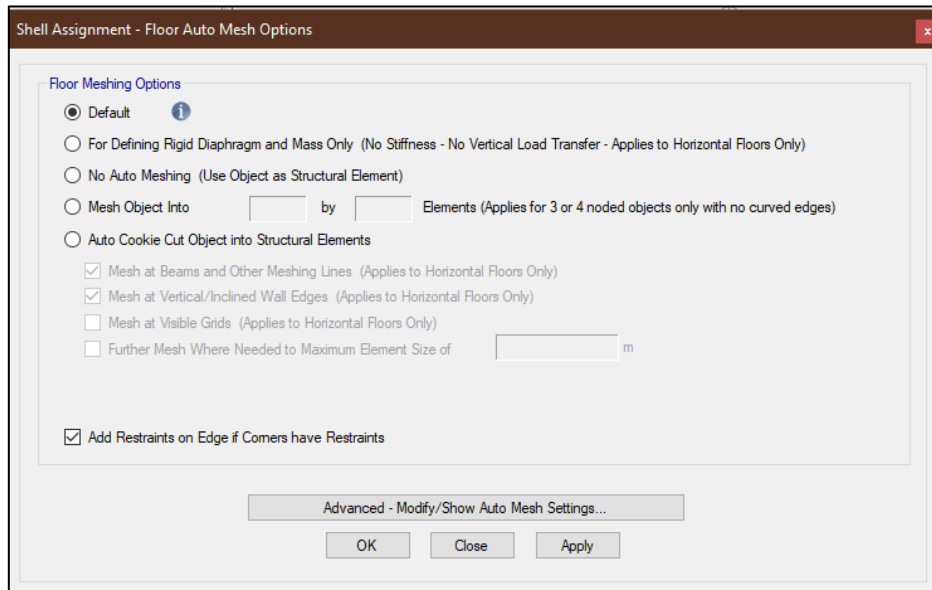 Shell Assignment - Floor Auto Mesh Options
x
Floor Meshing Options
Default
i
For Defining Rigid Diaphragm and Mass Only (No Stiffness - No Vertical Load Transfer - Applies to Horizontal Floors Only)
No Auto Meshing (Use Object as Structural Element)
Mesh Object Into by Elements (Applies for 3 or 4 noded objects only with no curved edges)
Auto Cookie Cut Object into Structural Elements
Mesh at Beams and Other Meshing Lines (Applies to Horizontal Floors Only)
Mesh at Vertical/Inclined Wall Edges (Applies to Horizontal Floors Only)
Mesh at Visible Grids (Applies to Horizontal Floors Only)
Further Mesh Where Needed to Maximum Element Size of m
Add Restraints on Edge if Corners have Restraints
Advanced - Modify/Show Auto Mesh Settings...
OK Close Apply